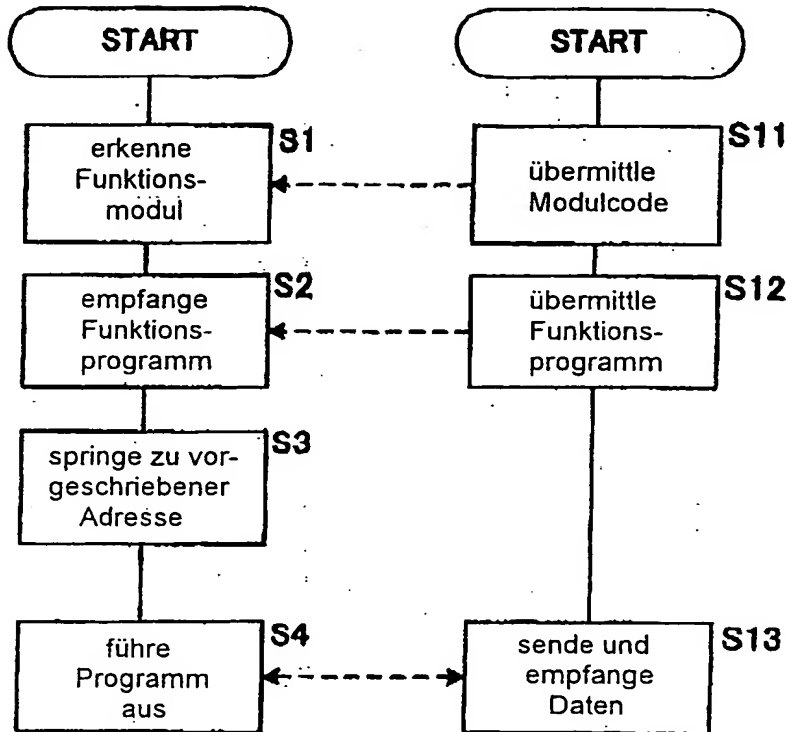 START
erkenne
Funktions-
modul
S1
empfange
Funktions-
programm
S2
springe zu vor-
geschriebener
Adresse
S3
führe
Programm
aus
S4
START
übermittle
Modulcode
S11
übermittle
Funktions-
programm
S12
sende und
empfange
Daten
S13